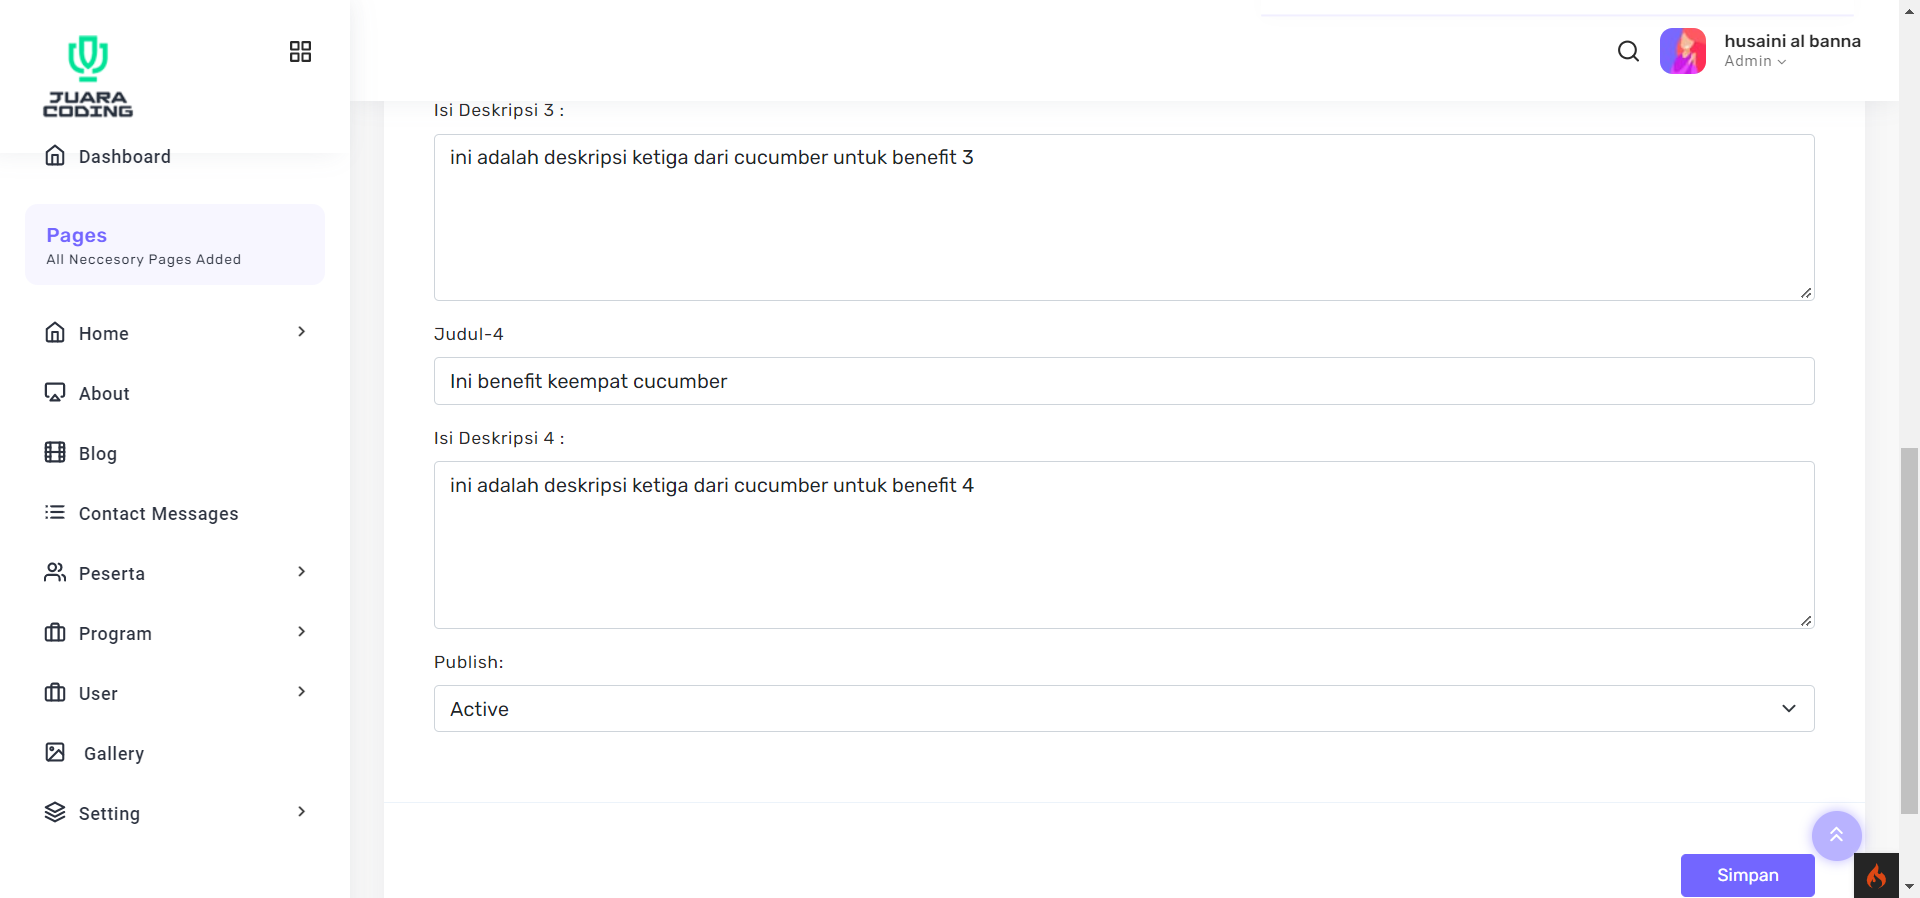 JUARA
CODING
Dashboard
Pages
All Neccesory Pages Added
Home
About
Blog
Contact Messages
Peserta
Program
User
Gallery
Setting
husaini al banna
Admin
Isi Deskripsi 3 :
ini adalah deskripsi ketiga dari cucumber untuk benefit 3
Judul-4
Ini benefit keempat cucumber
Isi Deskripsi 4 :
ini adalah deskripsi ketiga dari cucumber untuk benefit 4
Publish:
Active
Simpan